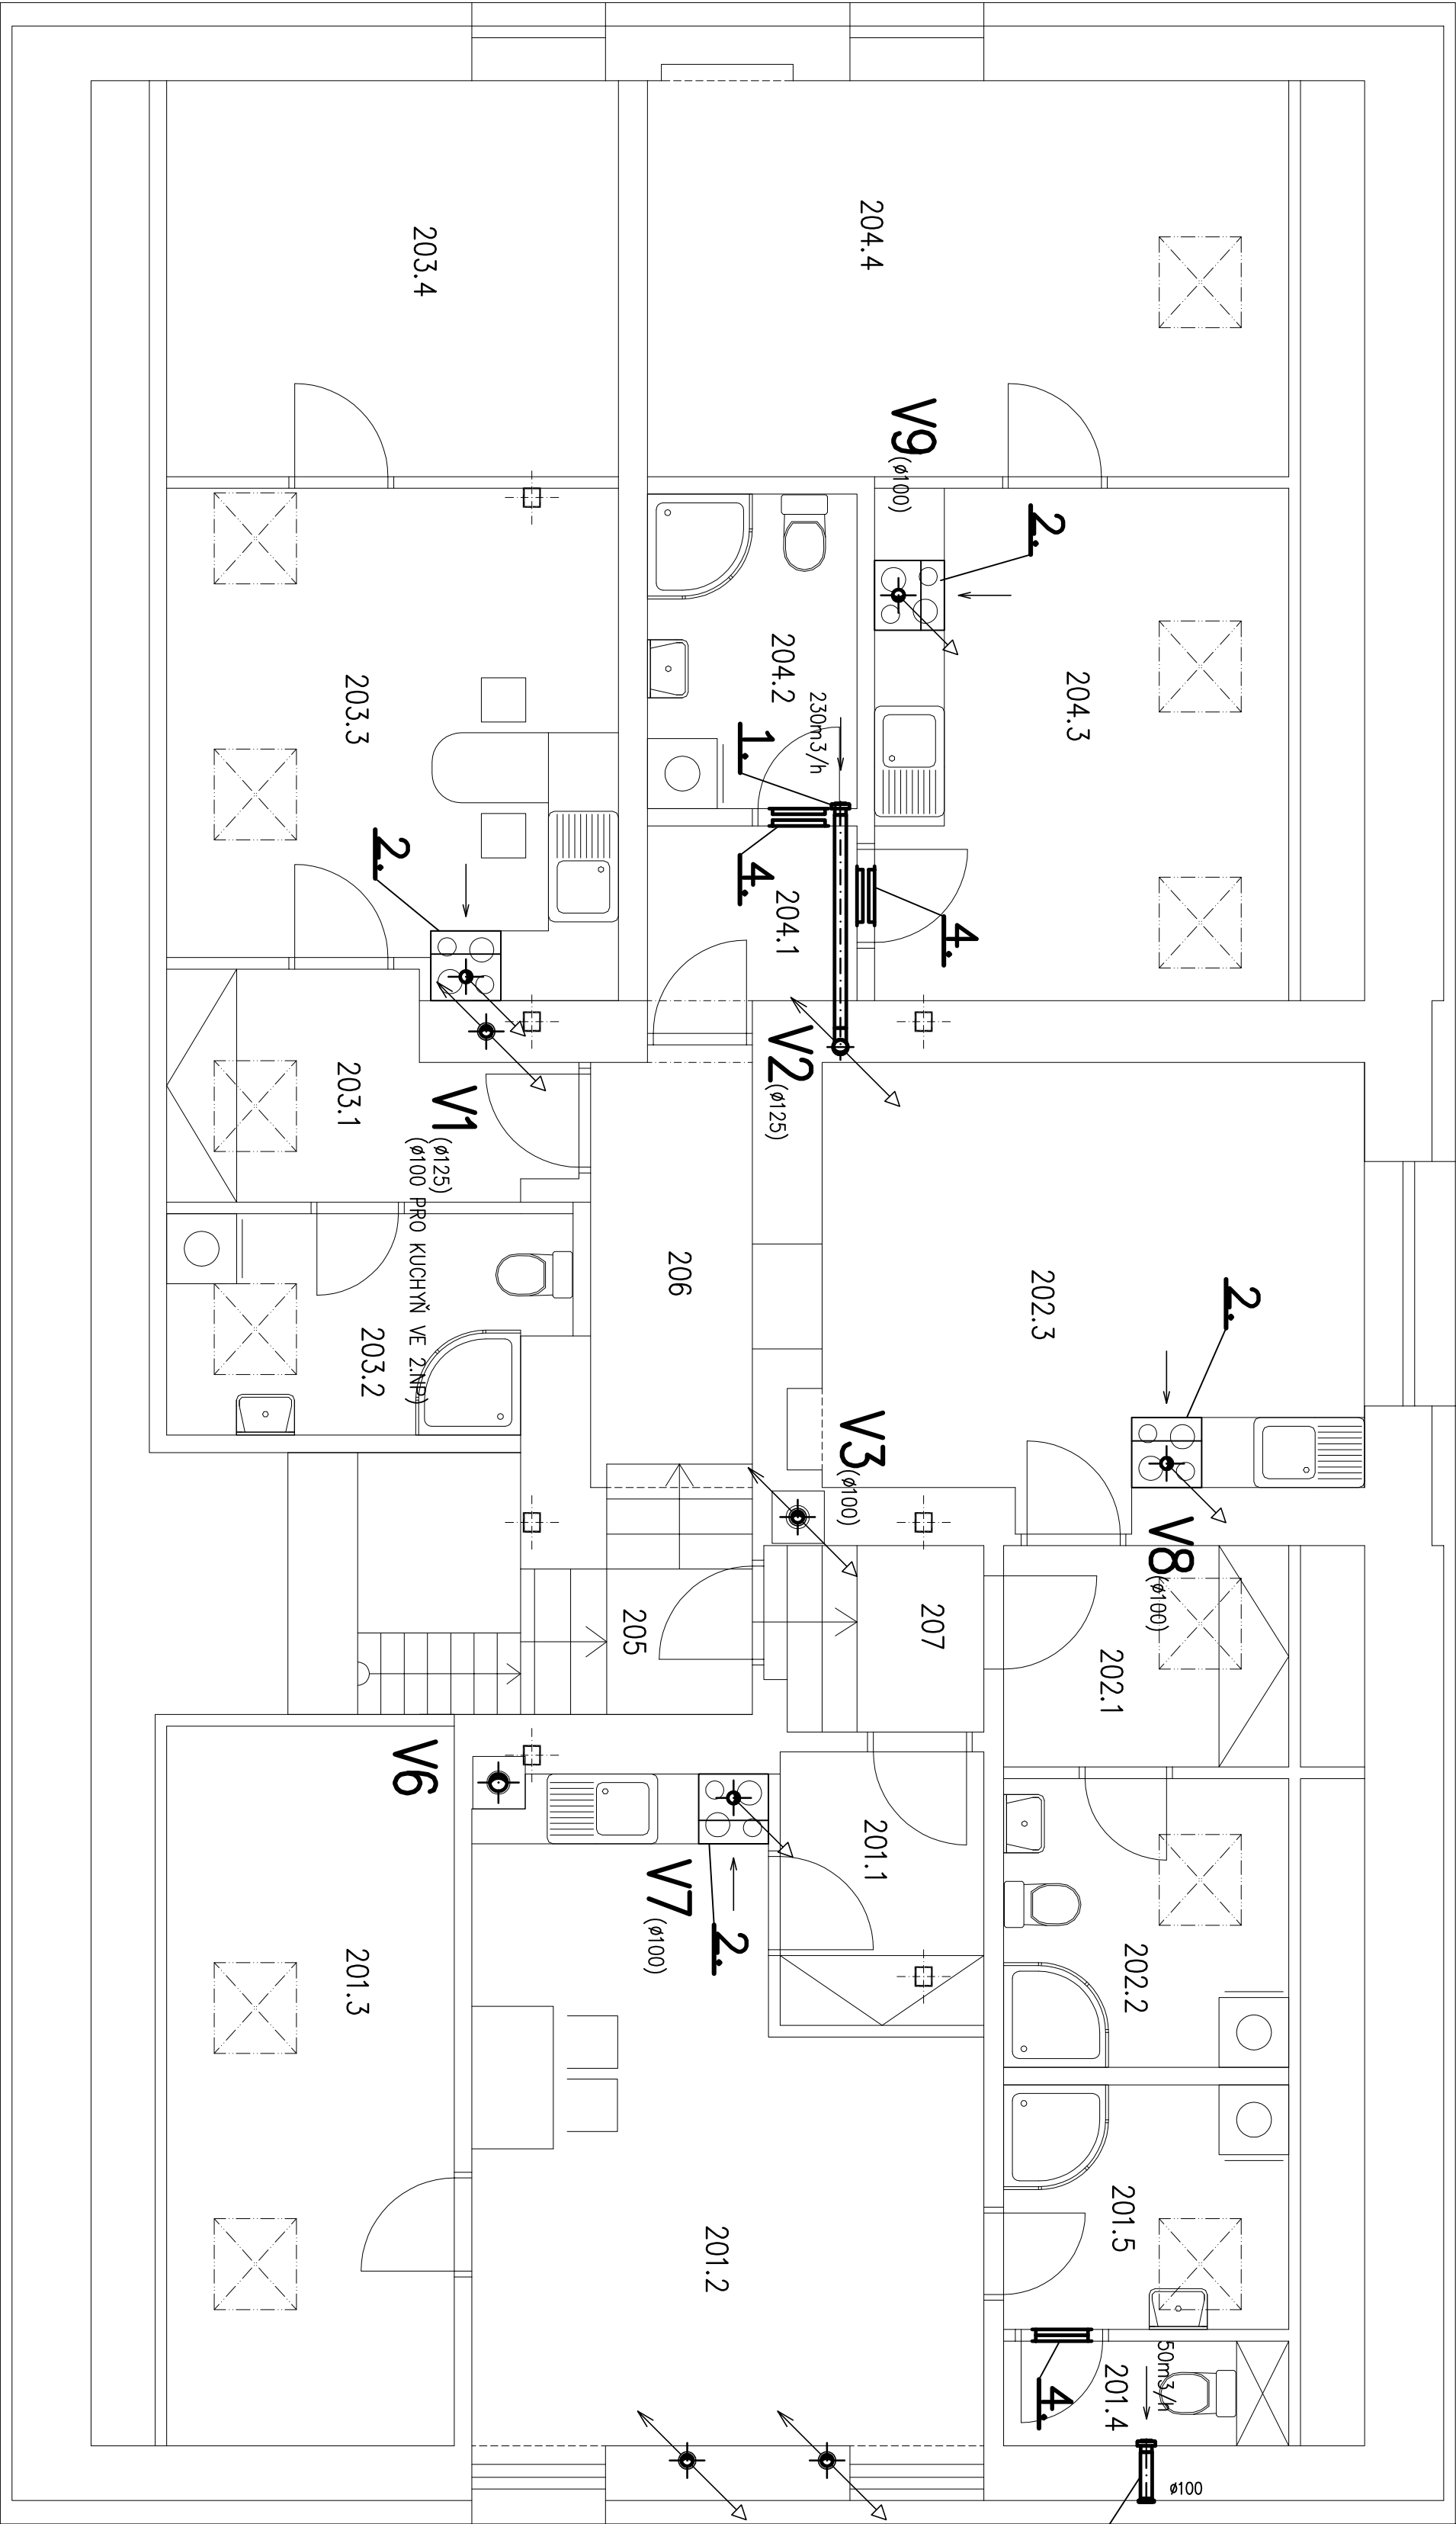 203.4
204.4
V9
(ø100)
2.
204.3
204.2
230m3/h
1.
4.
4.
204.1
203.3
2.
203.1
V1
(ø125)
(ø100 PRO KUCHYŇ VE 2.NP)
V2
(ø125)
206
202.3
2.
203.2
V3
(ø100)
V8
(ø100)
205
207
202.1
V6
V7
(ø100)
2.
201.1
202.2
201.3
201.2
201.5
4.
201.4
50m3/h
ø100